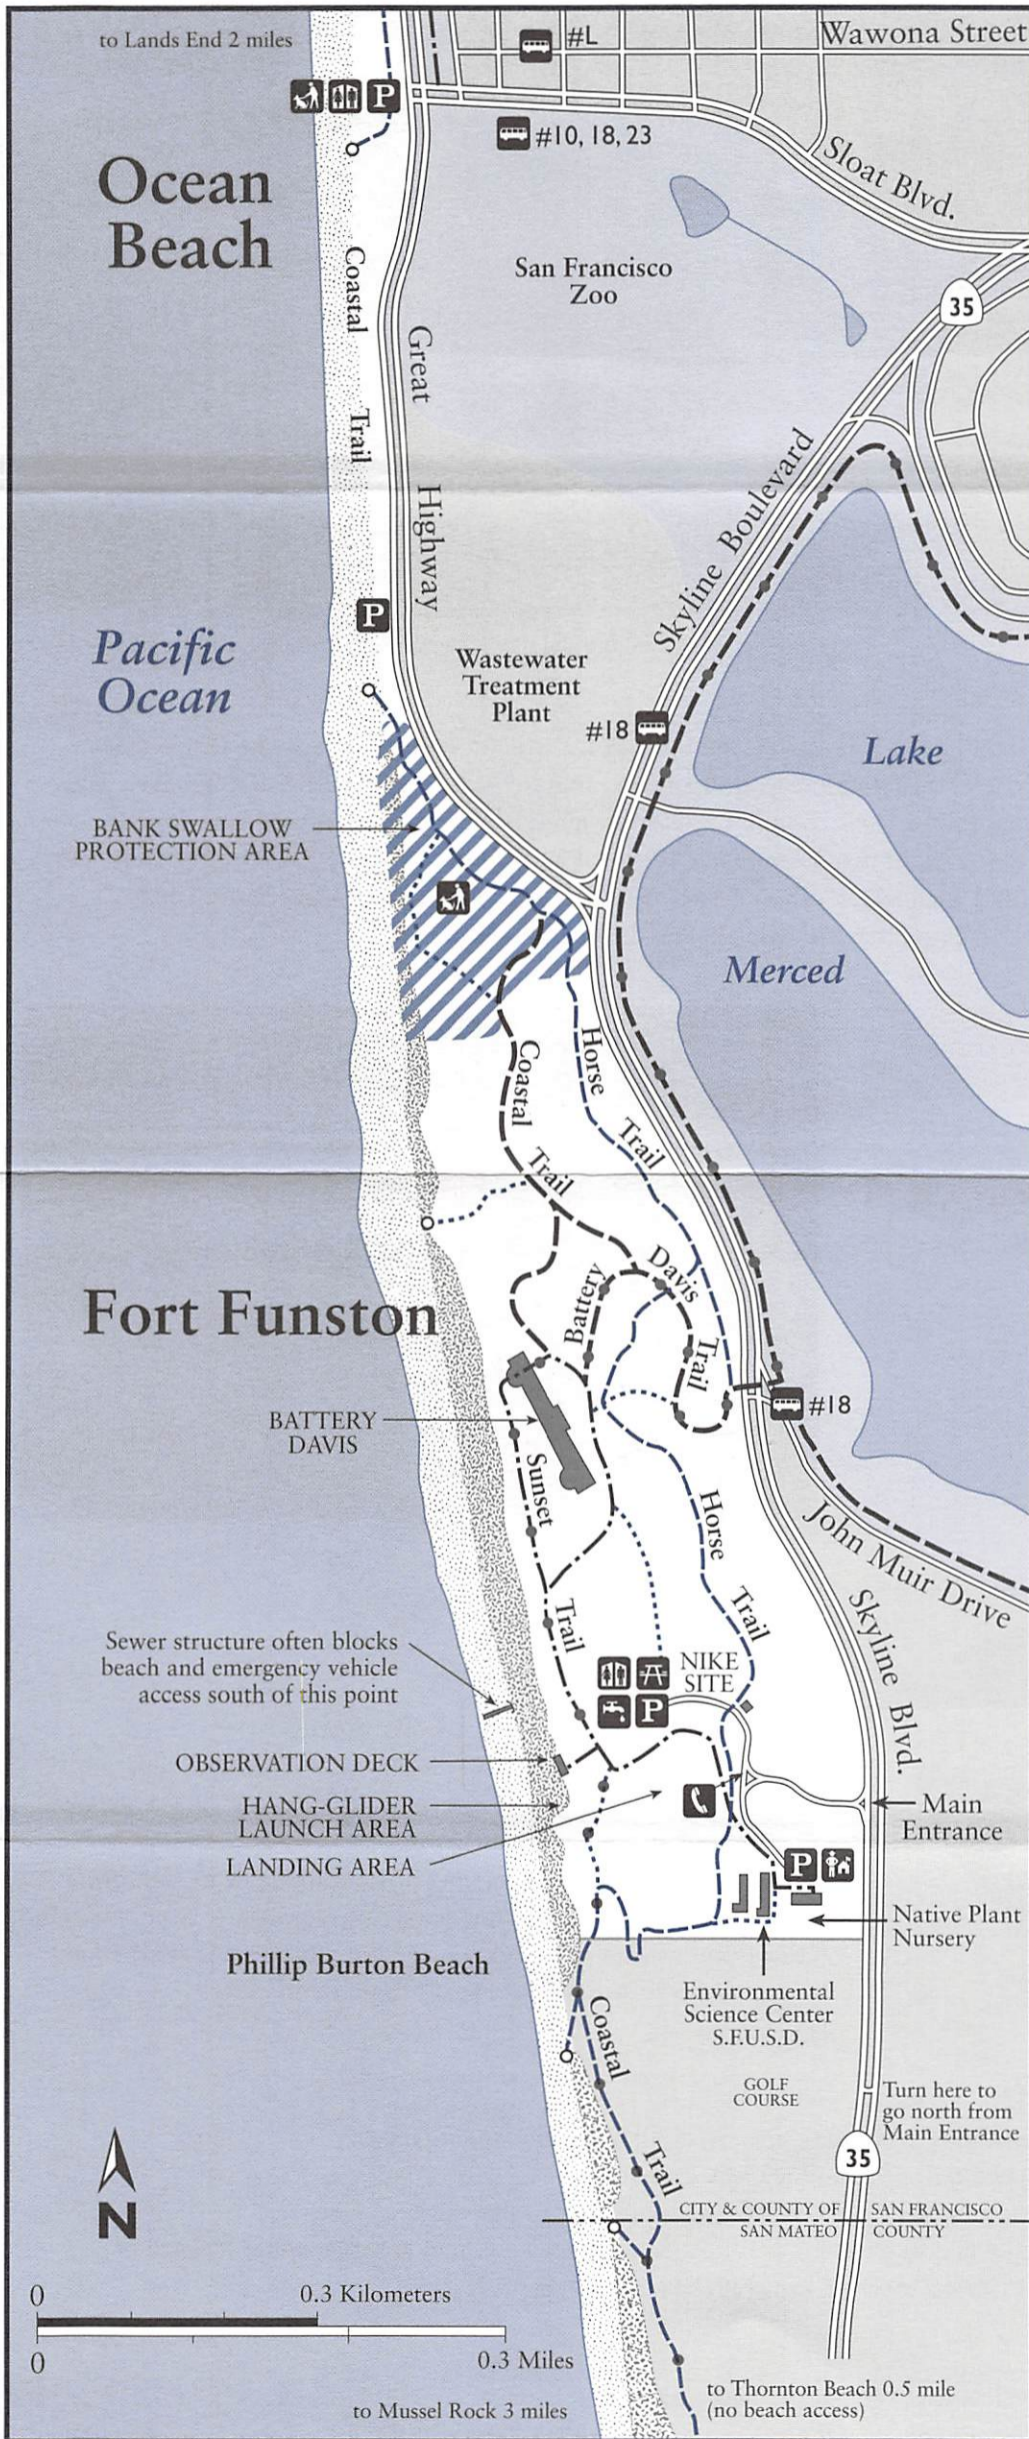 to Lands End 2 miles
#L
Wawona Street
P
#10, 18, 23
Sloat Blvd.
Ocean
Beach
San Francisco
Zoo
35
Coastal
Trail
Great
Highway
Skyline Boulevard
P
Pacific
Ocean
Wastewater
Treatment
Plant
#18
Lake
BANK SWALLOW
PROTECTION AREA
Merced
Coastal
Trail
Horse
Trail
Fort Funston
Battery
Davis
Trail
BATTERY
DAVIS
#18
Sunset
Trail
Horse
Trail
John Muir Drive
Skyline Blvd.
Sewer structure often blocks
beach and emergency vehicle
access south of this point
NIKE
SITE
P
OBSERVATION DECK
HANG-GLIDER
LAUNCH AREA
LANDING AREA
Main
Entrance
P
Native Plant
Nursery
Phillip Burton Beach
Environmental
Science Center
S.F.U.S.D.
Coastal
Trail
GOLF
COURSE
Turn here to
go north from
Main Entrance
35
N
CITY & COUNTY OF SAN FRANCISCO
SAN MATEO COUNTY
0 0.3 Kilometers
0 0.3 Miles
to Mussel Rock 3 miles
to Thornton Beach 0.5 mile
(no beach access)